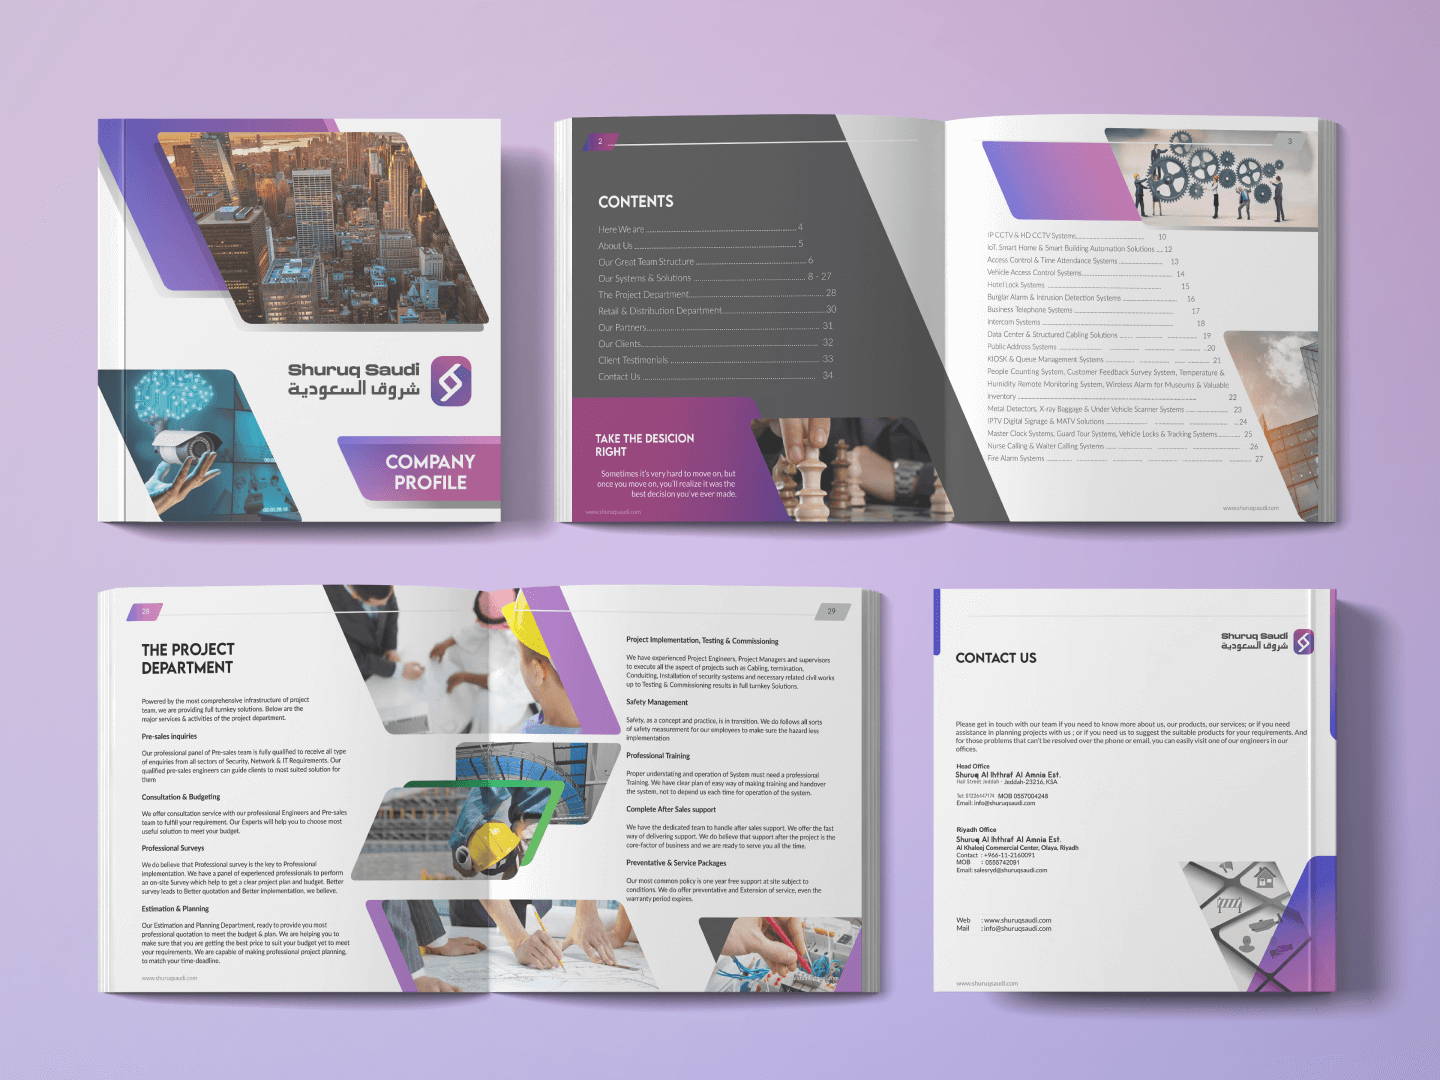 Shuruq Saudi
شروق السعودية
COMPANY
PROFILE
2
CONTENTS
Here We are 4
About Us 5
Our Great Team Structure 6
Our Systems & Solutions 8 - 27
The Project Department 28
Retail & Distribution Department 30
Our Partners 31
Our Clients 32
Client Testimonials 33
Contact Us 34
TAKE THE DESICION
RIGHT
Sometimes it's very hard to move on, but
once you move on, you'll realize it was the
best decision you've ever made.
www.shuruqsaudi.com
3
IP CCTV & HD CCTV Systems 10
IoT, Smart Home & Smart Building Automation Solutions 12
Access Control & Time Attendance Systems 13
Vehicle Access Control Systems 14
Hotel Lock Systems 15
Burglar Alarm & Intrusion Detection Systems 16
Business Telephone Systems 17
Intercom Systems 18
Data Center & Structured Cabling Solutions 19
Public Address Systems 20
KIOSK & Queue Management Systems 21
People Counting System, Customer Feedback Survey System, Temperature &
Humidity Remote Monitoring System, Wireless Alarm for Museums & Valuable
Inventory 22
Metal Detectors, X-ray Baggage & Under Vehicle Scanner Systems 23
IPTV Digital Signage & MATV Solutions 24
Master Clock Systems, Guard Tour Systems, Vehicle Locks & Tracking Systems 25
Nurse Calling & Waiter Calling Systems 26
Fire Alarm Systems 27
www.shuruqsaudi.com
28
THE PROJECT
DEPARTMENT
Powered by the most comprehensive infrastructure of project
team, we are providing full turnkey solutions. Below are the
major services & activities of the project department.
Pre-sales inquiries
Our professional panel of Pre-sales team is fully qualified to receive all type
of enquiries from all sectors of Security, Network & IT Requirements. Our
qualified pre-sales engineers can guide clients to most suited solution for
them
Consultation & Budgeting
We offer consultation service with our professional Engineers and Pre-sales
team to fulfill your requirement. Our Experts will help you to choose most
useful solution to meet your budget.
Professional Surveys
We do believe that Professional survey is the key to Professional
implementation. We have a panel of experienced professionals to perform
an on-site Survey which help to get a clear project plan and budget. Better
survey leads to Better quotation and Better implementation, we believe.
Estimation & Planning
Our Estimation and Planning Department, ready to provide you most
professional quotation to meet the budget & plan. We are helping you to
make sure that you are getting the best price to suit your budget yet to meet
your requirements. We are capable of making professional project planning,
to match your time-deadline.
www.shuruqsaudi.com
29
Project Implementation, Testing & Commissioning
We have experienced Project Engineers, Project Managers and supervisors
to execute all the aspect of projects such as Cabling, termination,
Conduiting, Installation of security systems and necessary related civil works
up to Testing & Commissioning results in full turnkey Solutions.
Safety Management
Safety, as a concept and practice, is in transition. We do follows all sorts
of safety measurement for our employees to make sure the hazard less
implementation
Professional Training
Proper understating and operation of System must need a professional
Training. We have clear plan of easy way of making training and handover
the system, not to depend us each time for operation of the system.
Complete After Sales support
We have the dedicated team to handle after sales support. We offer the fast
way of delivering support. We do believe that support after the project is the
core-factor of business and we are ready to serve you all the time.
Preventative & Service Packages
Our most common policy is one year free support at site subject to
conditions. We do offer preventative and Extension of service, even the
warranty period expires.
Shuruq Saudi
شروق السعودية
CONTACT US
Please get in touch with our team if you need to know more about us, our products, our services; or if you need
assistance in planning projects with us ; or if you need us to suggest the suitable products for your requirements. And
for those problems that can't be resolved over the phone or email, you can easily visit one of our engineers in our
offices.
Head Office
Shuruq Al Ihthraf Al Amnia Est.
Hail Street Jeddah - Jeddah-23216, KSA
Tel: 0126647174 MOB 0557004248
Email: info@shuruqsaudi.com
Riyadh Office
Shuruq Al Ihthraf Al Amnia Est.
Al Khaleej Commercial Center, Olaya, Riyadh
Contact : +966-11-2160091
MOB : 0555742091
Email: salesryd@shuruqsaudi.com
Web : www.shuruqsaudi.com
Mail : info@shuruqsaudi.com
www.shuruqsaudi.com